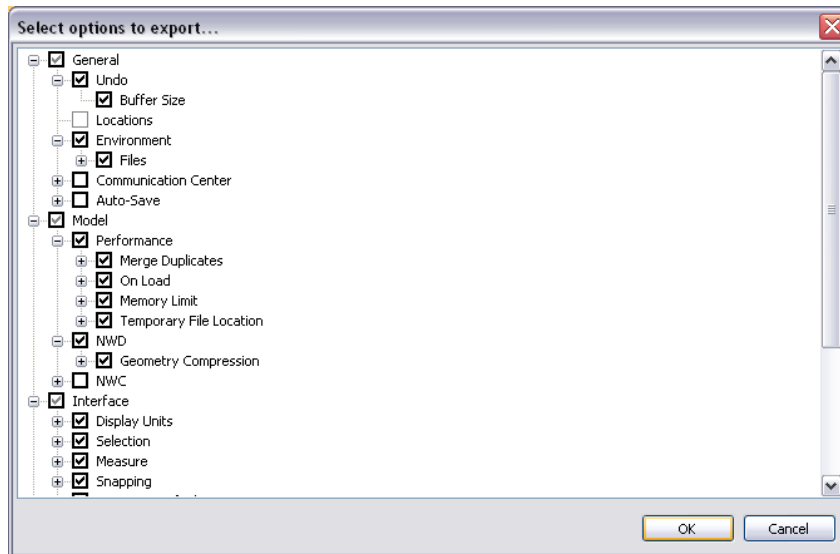 Select options to export...
General
Undo
Buffer Size
Locations
Environment
Files
Communication Center
Auto-Save
Model
Performance
Merge Duplicates
On Load
Memory Limit
Temporary File Location
NWD
Geometry Compression
NWC
Interface
Display Units
Selection
Measure
Snapping
OK Cancel